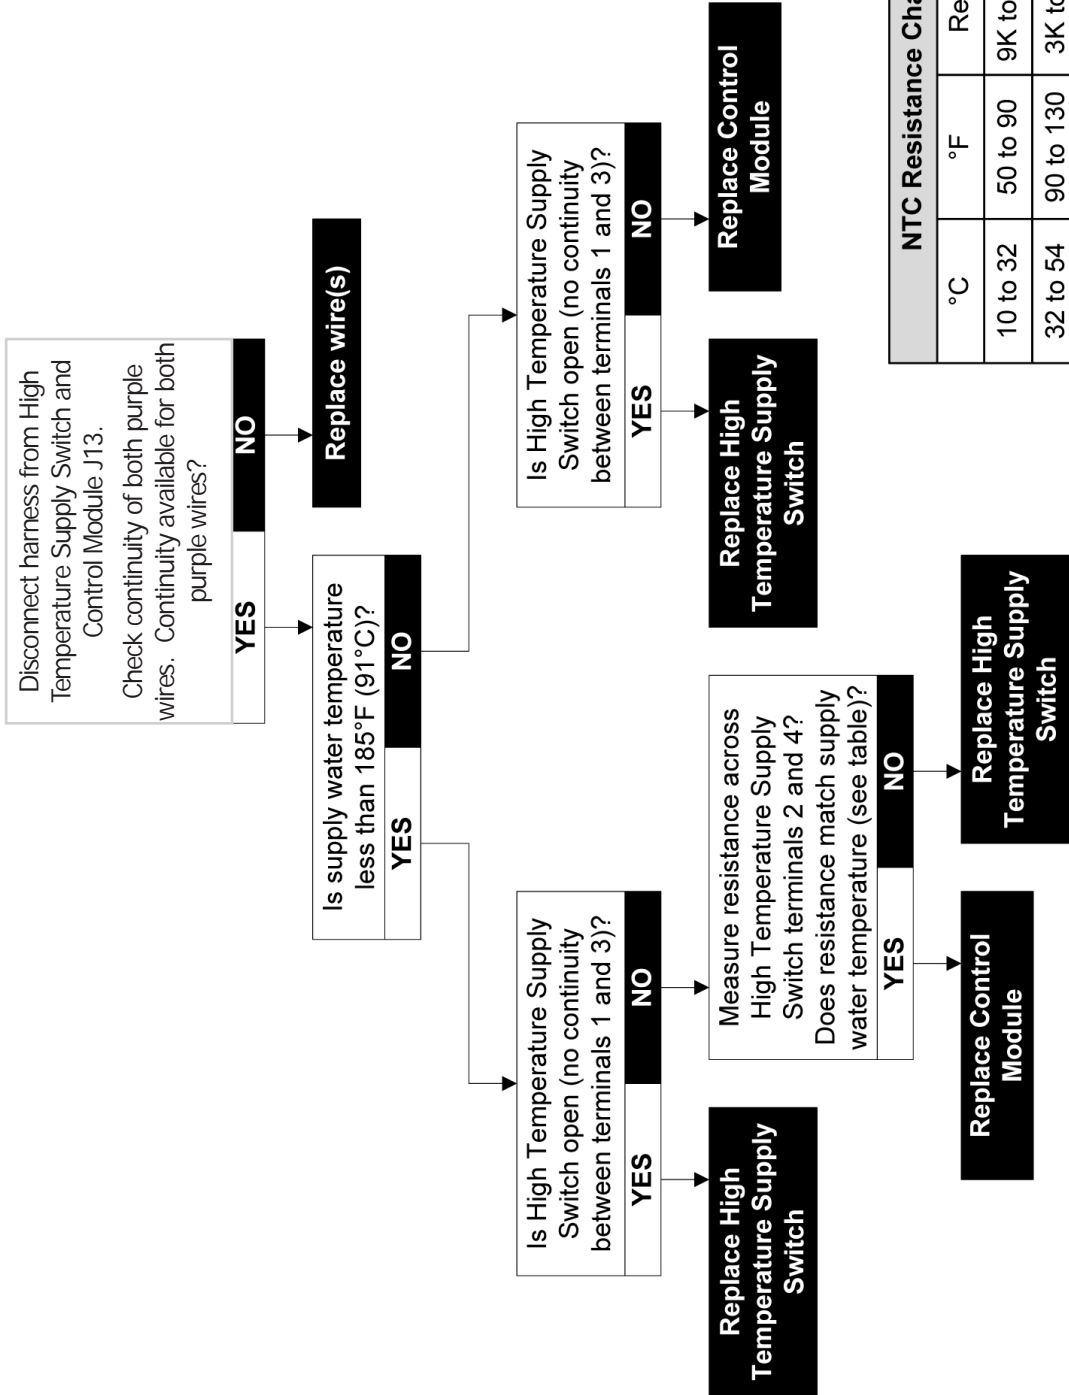 Disconnect harness from High
Temperature Supply Switch and
Control Module J13.
Check continuity of both purple
wires. Continuity available for both
purple wires?
YES
NO
Replace wire(s)
Is supply water temperature
less than 185°F (91°C)?
YES
NO
Is High Temperature Supply
Switch open (no continuity
between terminals 1 and 3)?
YES
NO
Is High Temperature Supply
Switch open (no continuity
between terminals 1 and 3)?
YES
NO
Replace High
Temperature Supply
Switch
Measure resistance across
High Temperature Supply
Switch terminals 2 and 4?
Does resistance match supply
water temperature (see table)?
YES
NO
Replace High
Temperature Supply
Switch
Replace Control
Module
Replace Control
Module
Replace High
Temperature Supply
Switch
NTC Resistance
°C °F
10 to 32 50 to 90 9K to
32 to 54 90 to 130 3K to